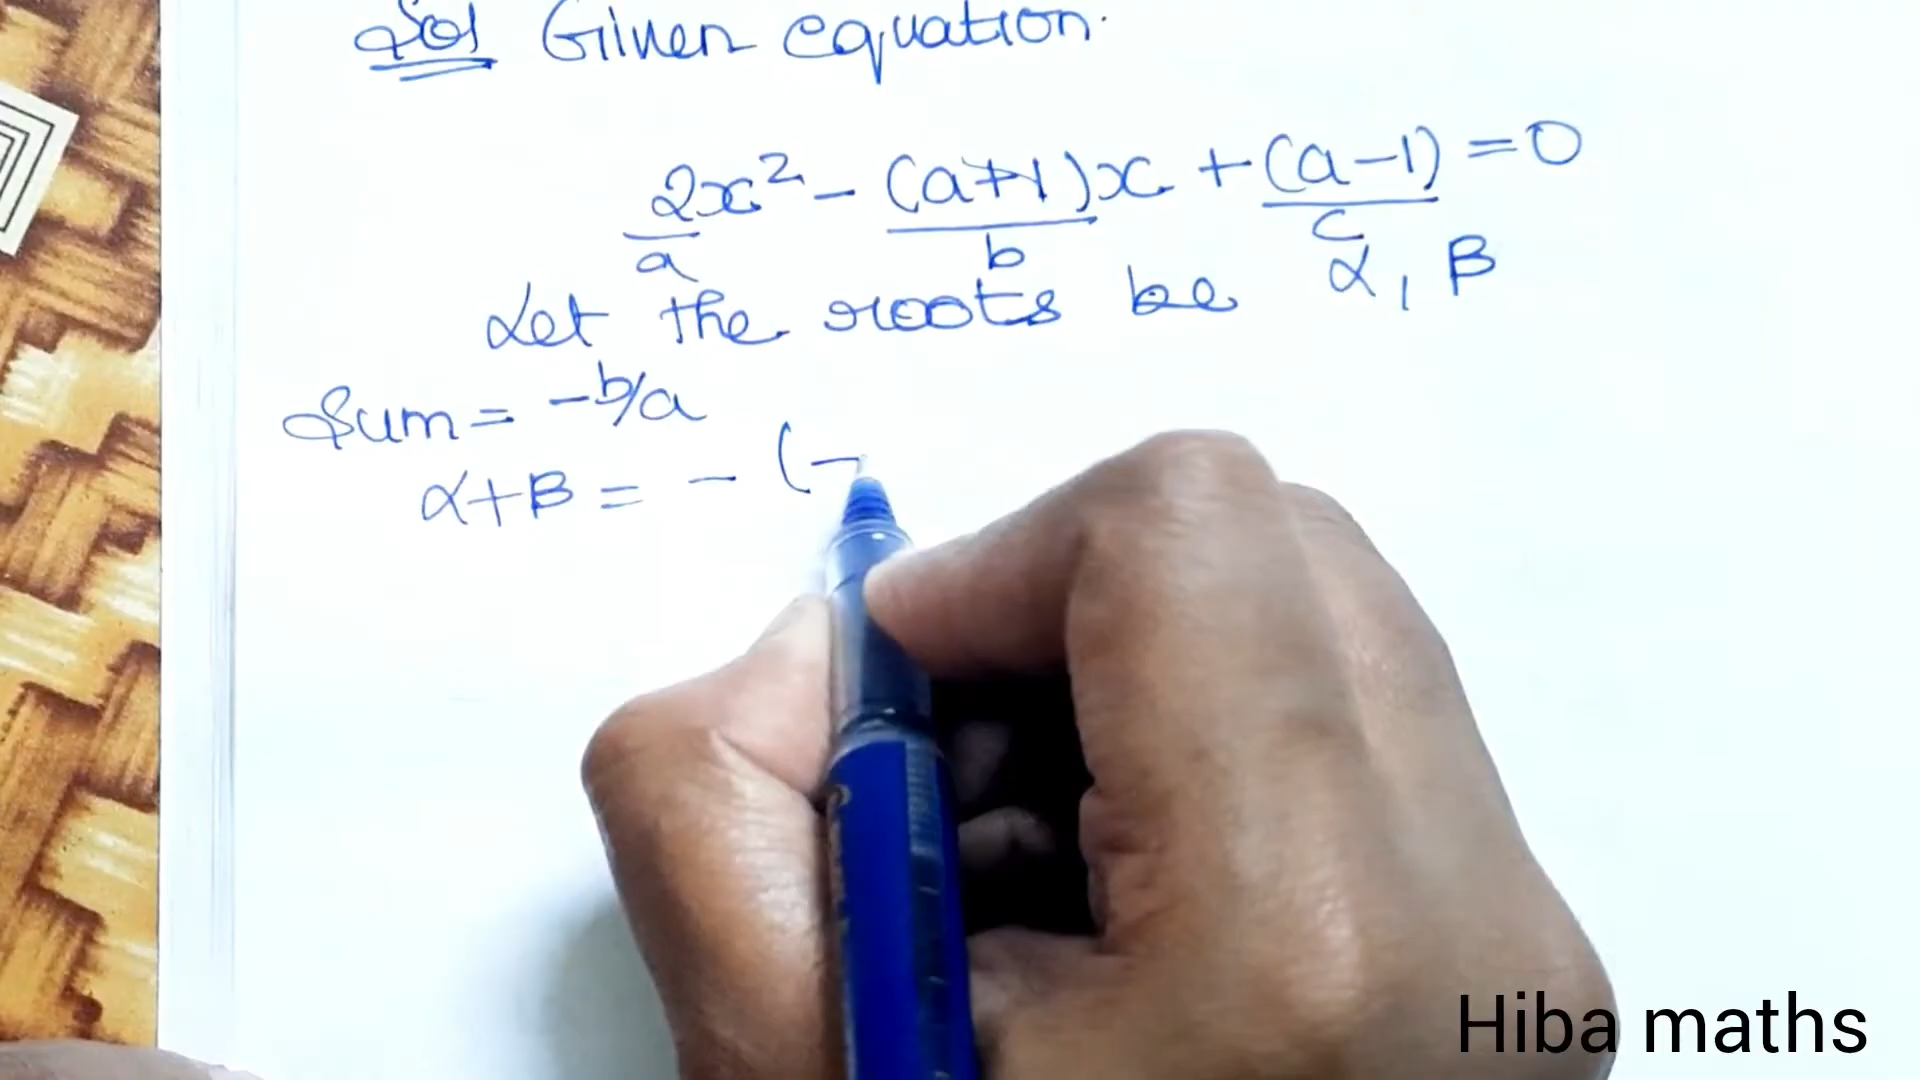 Sol Given equation.
2x² - (a+1)x + (a-1) = 0
a b c
Let the roots be α, β
Sum = -b/a
α+β = - (-
Hiba maths